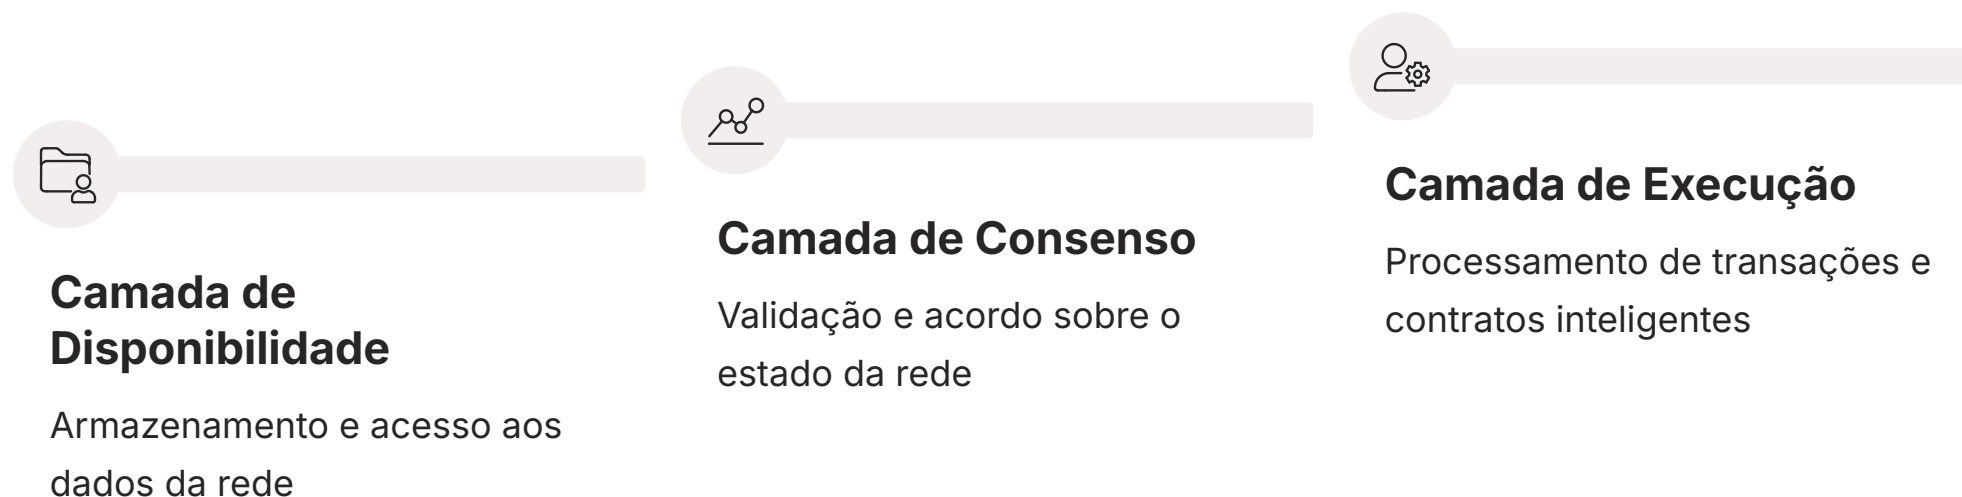 Camada de
Disponibilidade
Armazenamento e acesso aos
dados da rede
Camada de Consenso
Validação e acordo sobre o
estado da rede
Camada de Execução
Processamento de transações e
contratos inteligentes